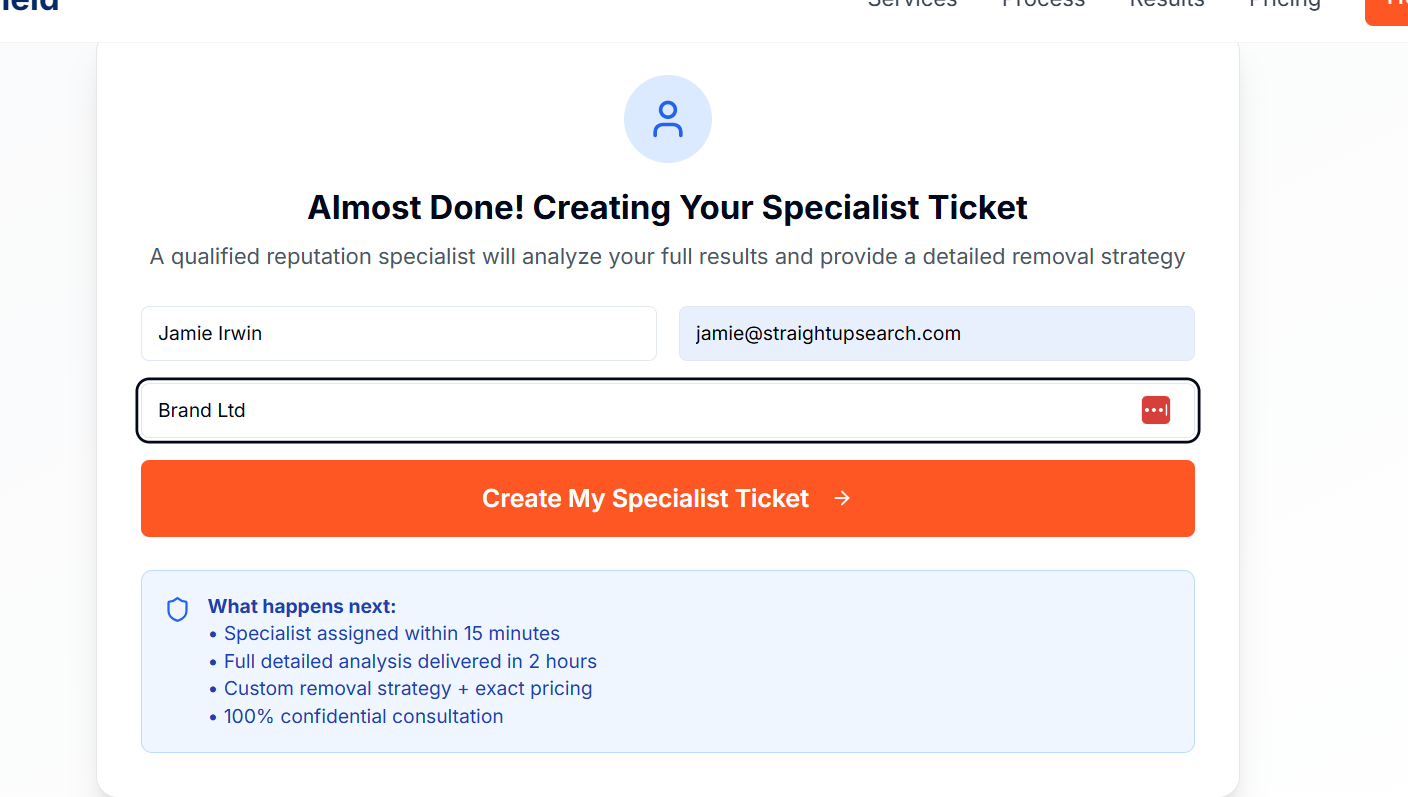 Services Process Results Pricing
Almost Done! Creating Your Specialist Ticket
A qualified reputation specialist will analyze your full results and provide a detailed removal strategy
Jamie Irwin
jamie@straightupsearch.com
Brand Ltd
Create My Specialist Ticket →
What happens next:
• Specialist assigned within 15 minutes
• Full detailed analysis delivered in 2 hours
• Custom removal strategy + exact pricing
• 100% confidential consultation